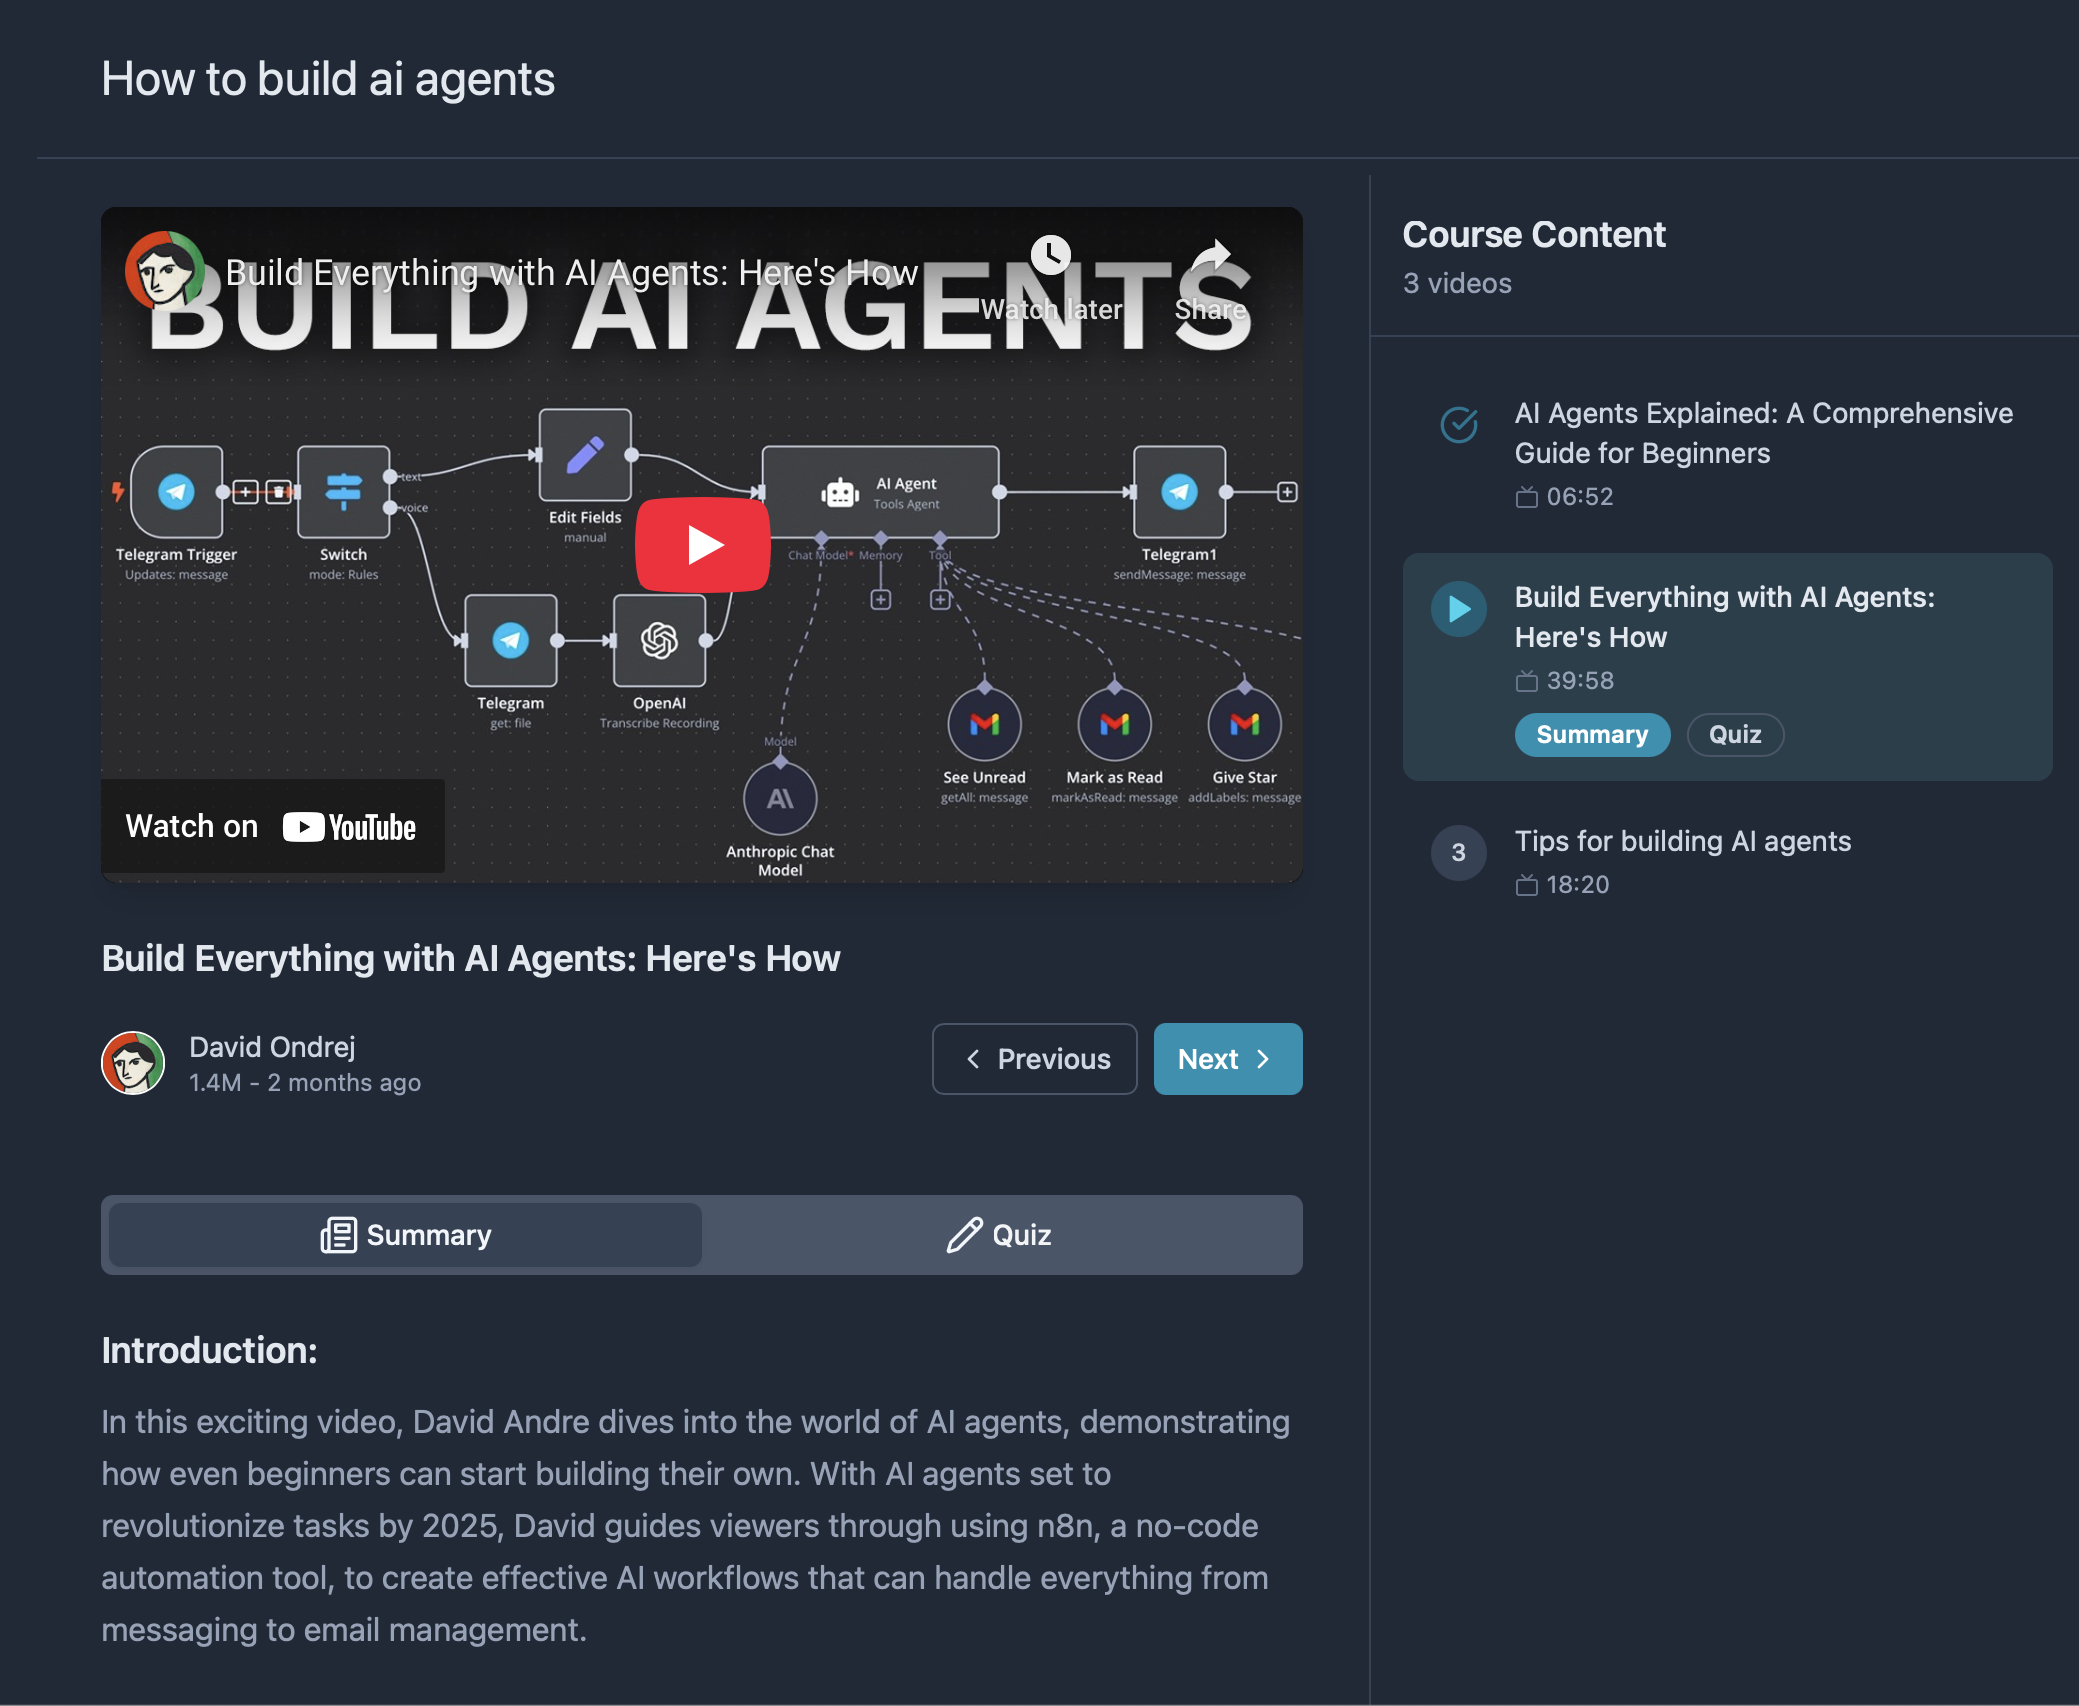 How to build ai agents
Build Everything with AI Agents: Here's How
Watch later
Share
BUILD AI AGENTS
text
voice
Telegram Trigger
Updates: message
Switch
mode: Rules
Edit Fields
manual
AI Agent
Tools Agent
Chat Model*
Memory
Tool
Telegram1
sendMessage: message
Telegram
get: file
OpenAI
Transcribe Recording
Model
Anthropic Chat
Model
See Unread
getAll: message
Mark as Read
markAsRead: message
Give Star
addLabels: message
Watch on YouTube
Build Everything with AI Agents: Here's How
David Ondrej
1.4M - 2 months ago
Previous
Next
Summary
Quiz
Introduction:
In this exciting video, David Andre dives into the world of AI agents, demonstrating
how even beginners can start building their own. With AI agents set to
revolutionize tasks by 2025, David guides viewers through using n8n, a no-code
automation tool, to create effective AI workflows that can handle everything from
messaging to email management.
Course Content
3 videos
AI Agents Explained: A Comprehensive
Guide for Beginners
06:52
Build Everything with AI Agents:
Here's How
39:58
Summary
Quiz
3
Tips for building AI agents
18:20